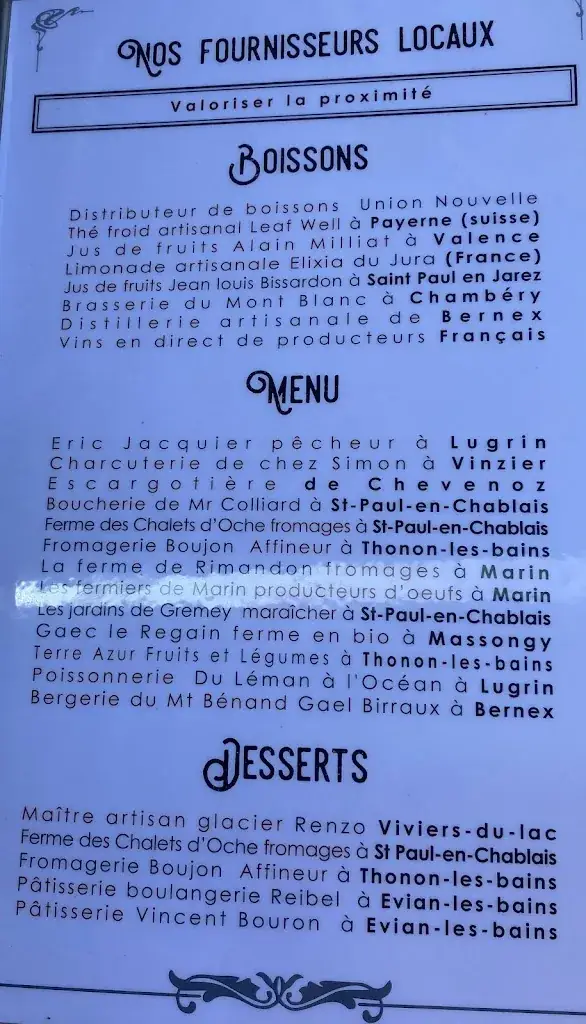 Nos fournisseurs locaux
Valoriser la proximité
Boissons
Distributeur de boissons Union Nouvelle
Thé froid artisanal Leaf Well à Payerne (suisse)
Jus de fruits Alain Milliat à Valence
Limonade artisanale Elixia du Jura (France)
Jus de fruits Jean louis Bissardon à Saint Paul en Jarez
Brasserie du Mont Blanc à Chambéry
Distillerie artisanale de Bernex
Vins en direct de producteurs Français
Menu
Eric Jacquier pêcheur à Lugrin
Charcuterie de chez Simon à Vinzier
Escargotière de Chevenoz
Boucherie de Mr Colliard à St-Paul-en-Chablais
Ferme des Chalets d'Oche fromages à St-Paul-en-Chablais
Fromagerie Boujon Affineur à Thonon-les-bains
La ferme de Rimandon fromages à Marin
Les fermiers de Marin producteurs d'oeufs à Marin
Les jardins de Gremey maraîcher à St-Paul-en-Chablais
Gaec le Regain ferme en bio à Massongy
Terre Azur Fruits et Légumes à Thonon-les-bains
Poissonnerie Du Léman à l'Océan à Lugrin
Bergerie du Mt Bénand Gael Birraux à Bernex
Desserts
Maître artisan glacier Renzo Viviers-du-lac
Ferme des Chalets d'Oche fromages à St Paul-en-Chablais
Fromagerie Boujon Affineur à Thonon-les-bains
Pâtisserie boulangerie Reibel à Evian-les-bains
Pâtisserie Vincent Bouron à Evian-les-bains